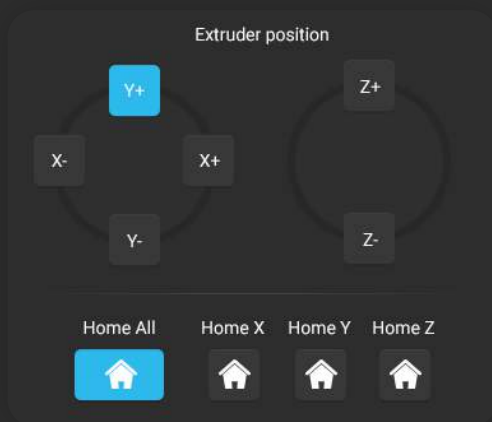 Extruder position
Y+
Z+
X-
X+
Y-
Z-
Home All
Home X
Home Y
Home Z